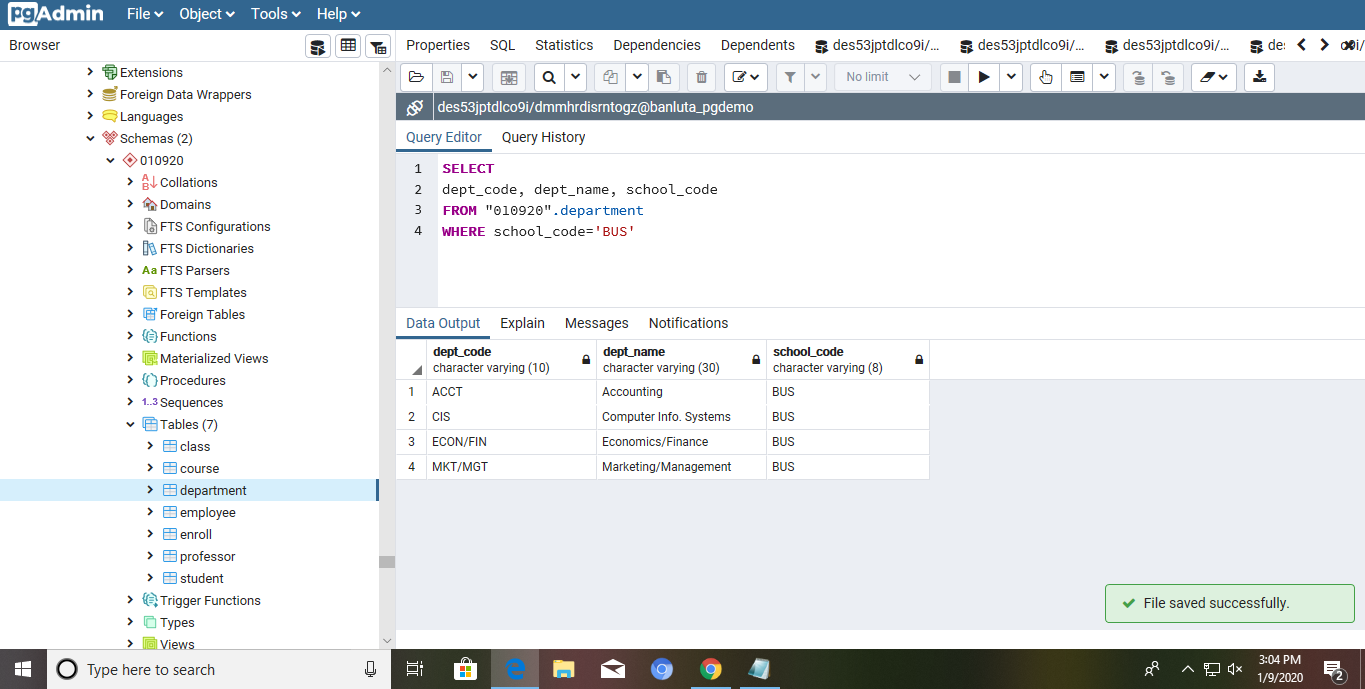 pgAdmin File Object Tools Help
Browser
Properties SQL Statistics Dependencies Dependents des53jptdlco9i/... des53jptdlco9i/... des53jptdlco9i/...
No limit
des53jptdlco9i/dmmhrdisrntogz@banluta_pgdemo
Query Editor Query History
Extensions
Foreign Data Wrappers
Languages
Schemas (2)
010920
Collations
Domains
FTS Configurations
FTS Dictionaries
Aa FTS Parsers
FTS Templates
Foreign Tables
Functions
Materialized Views
Procedures
1..3 Sequences
Tables (7)
class
course
department
employee
enroll
professor
student
Trigger Functions
Types
Views
1 SELECT
2 dept_code, dept_name, school_code
3 FROM "010920".department
4 WHERE school_code='BUS'
Data Output Explain Messages Notifications
dept_code dept_name school_code
character varying (10) character varying (30) character varying (8)
1 ACCT Accounting BUS
2 CIS Computer Info. Systems BUS
3 ECON/FIN Economics/Finance BUS
4 MKT/MGT Marketing/Management BUS
File saved successfully.
Type here to search
3:04 PM
1/9/2020
2